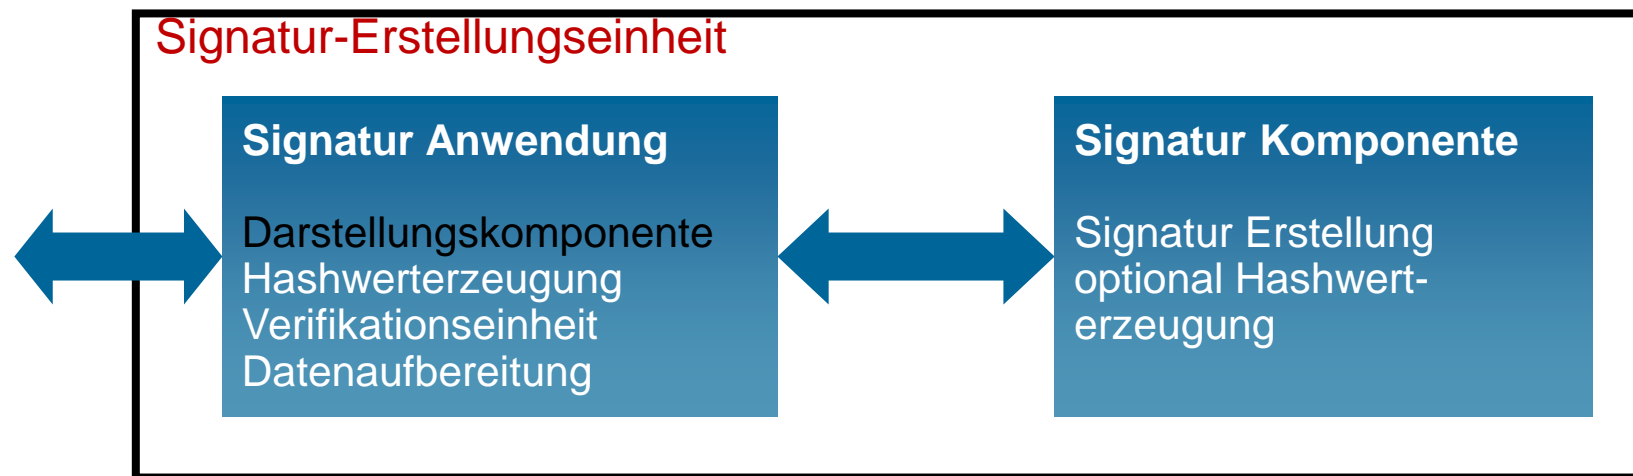 Signatur-Erstellungseinheit
Signatur Anwendung
Darstellungskomponente
Hashwerterzeugung
Verifikationseinheit
Datenaufbereitung
Signatur Komponente
Signatur Erstellung
optional Hashwert-
erzeugung